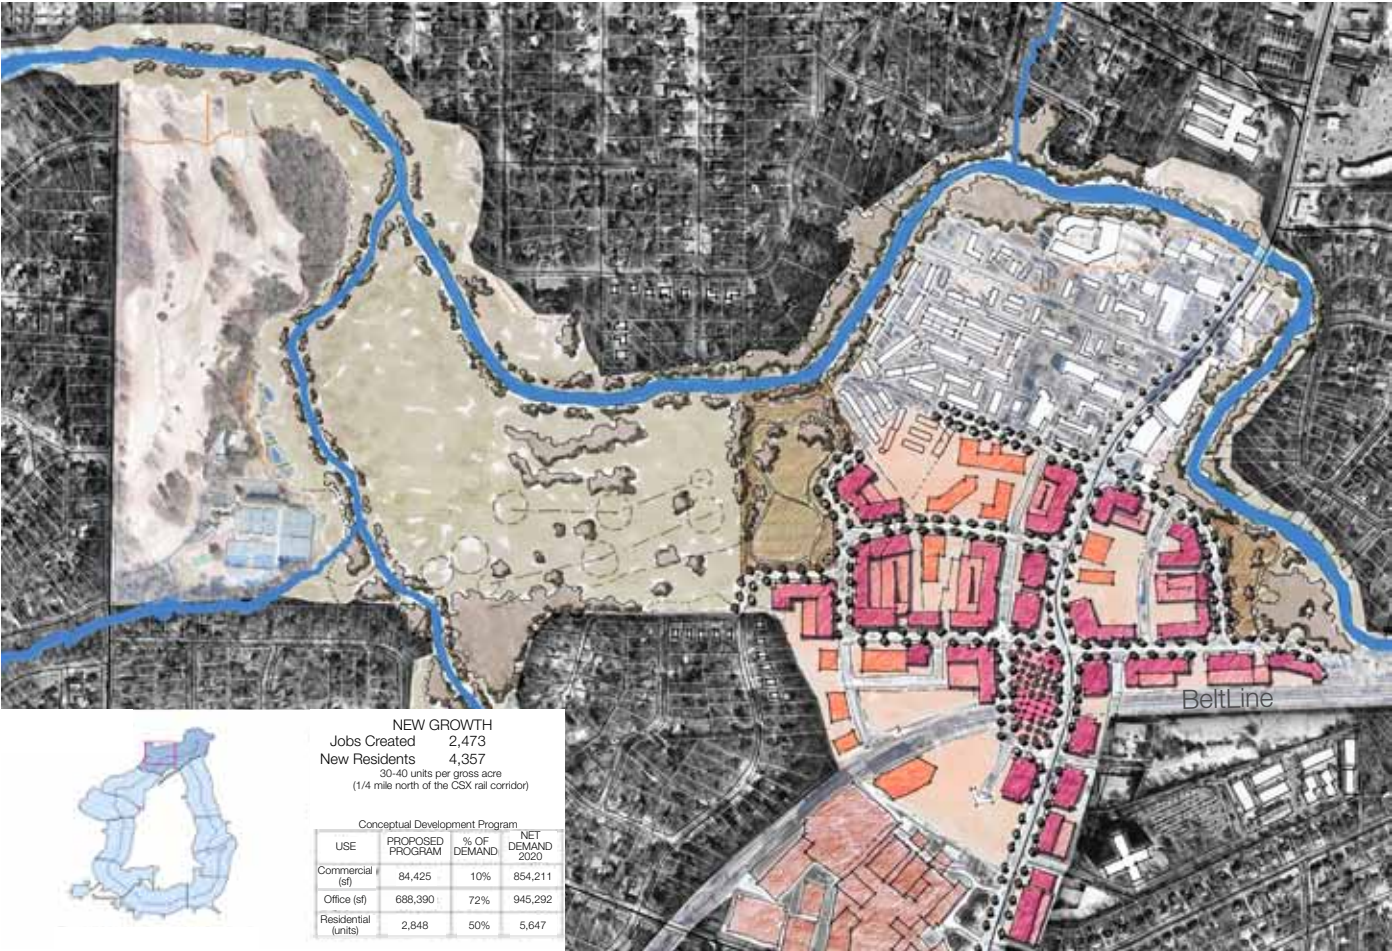 BeltLine
NEW GROWTH
Jobs Created 2,473
New Residents 4,357
30-40 units per gross acre
(1/4 mile north of the CSX rail corridor)
Conceptual Development Program
USE PROPOSED PROGRAM % OF DEMAND NET DEMAND 2020
Commercial (sf) 84,425 10% 854,211
Office (sf) 688,390 72% 945,292
Residential (units) 2,848 50% 5,647